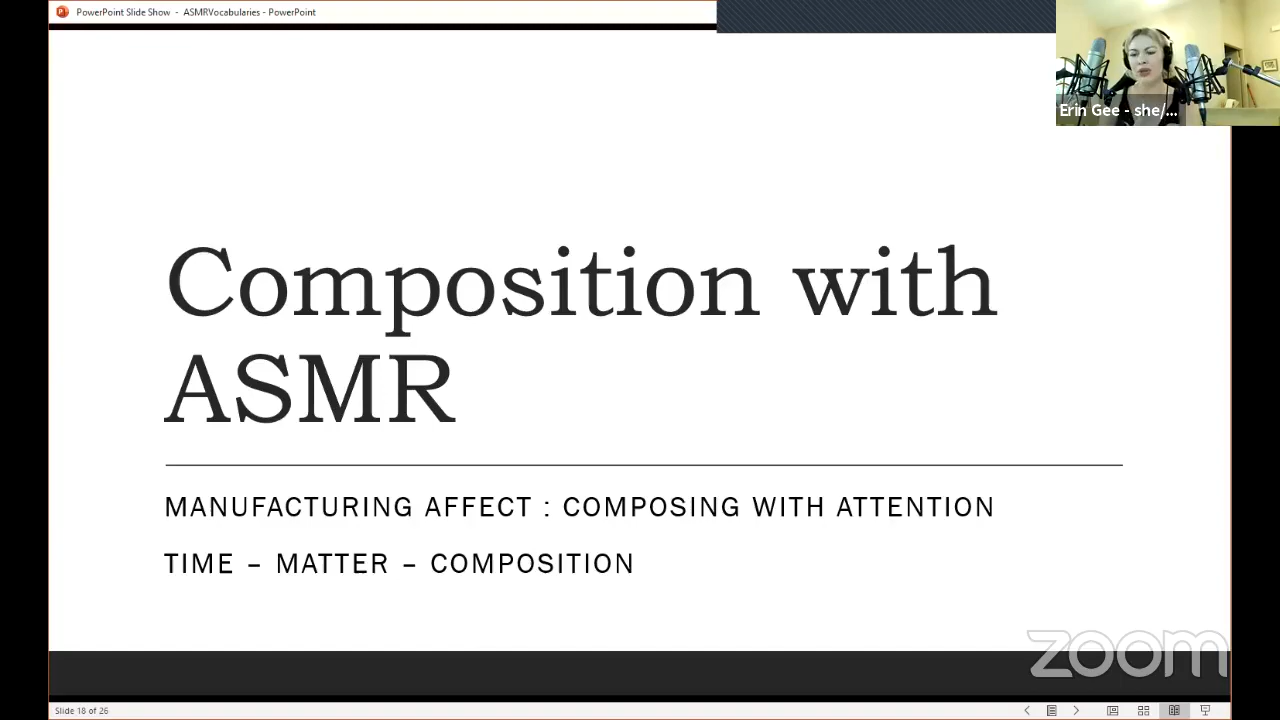 PowerPoint Slide Show - ASMRVocabularies - PowerPoint
Erin Gee - she/...
Composition with
ASMR
MANUFACTURING AFFECT : COMPOSING WITH ATTENTION
TIME – MATTER – COMPOSITION
zoom
Slide 18 of 26